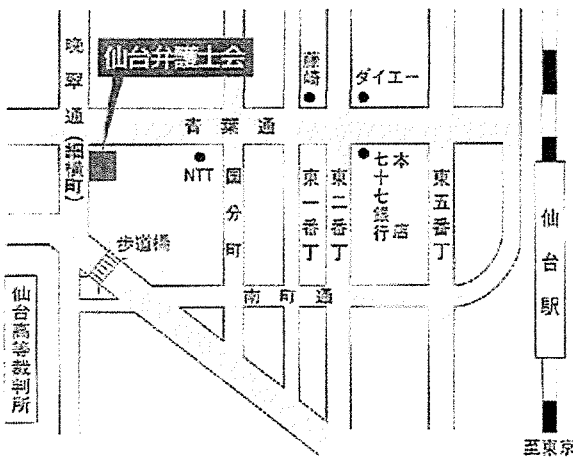 仙台弁護士会
晩翠通(細横町)
藤崎
ダイエー
青葉通
NTT
国分町
東一番丁
東二番丁
七十七銀行
本店
東五番丁
仙台駅
歩道橋
南町通
仙台高等裁判所
至東京